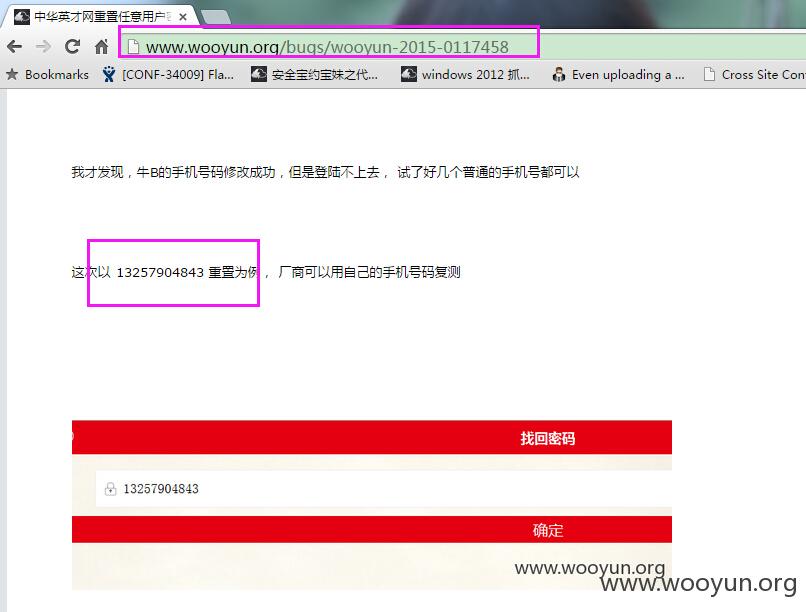 中华英才网重置任意用户
www.wooyun.org/bugs/wooyun-2015-0117458
Bookmarks [CONF-34009] Fla... 安全宝约宝妹之代... windows 2012 抓... Even uploading a ... Cross Site Con
我才发现，牛B的手机号码修改成功，但是登陆不上去， 试了好几个普通的手机号都可以
这次以 13257904843 重置为例， 厂商可以用自己的手机号码复测
找回密码
13257904843
确定
www.wooyun.org
www.wooyun.org